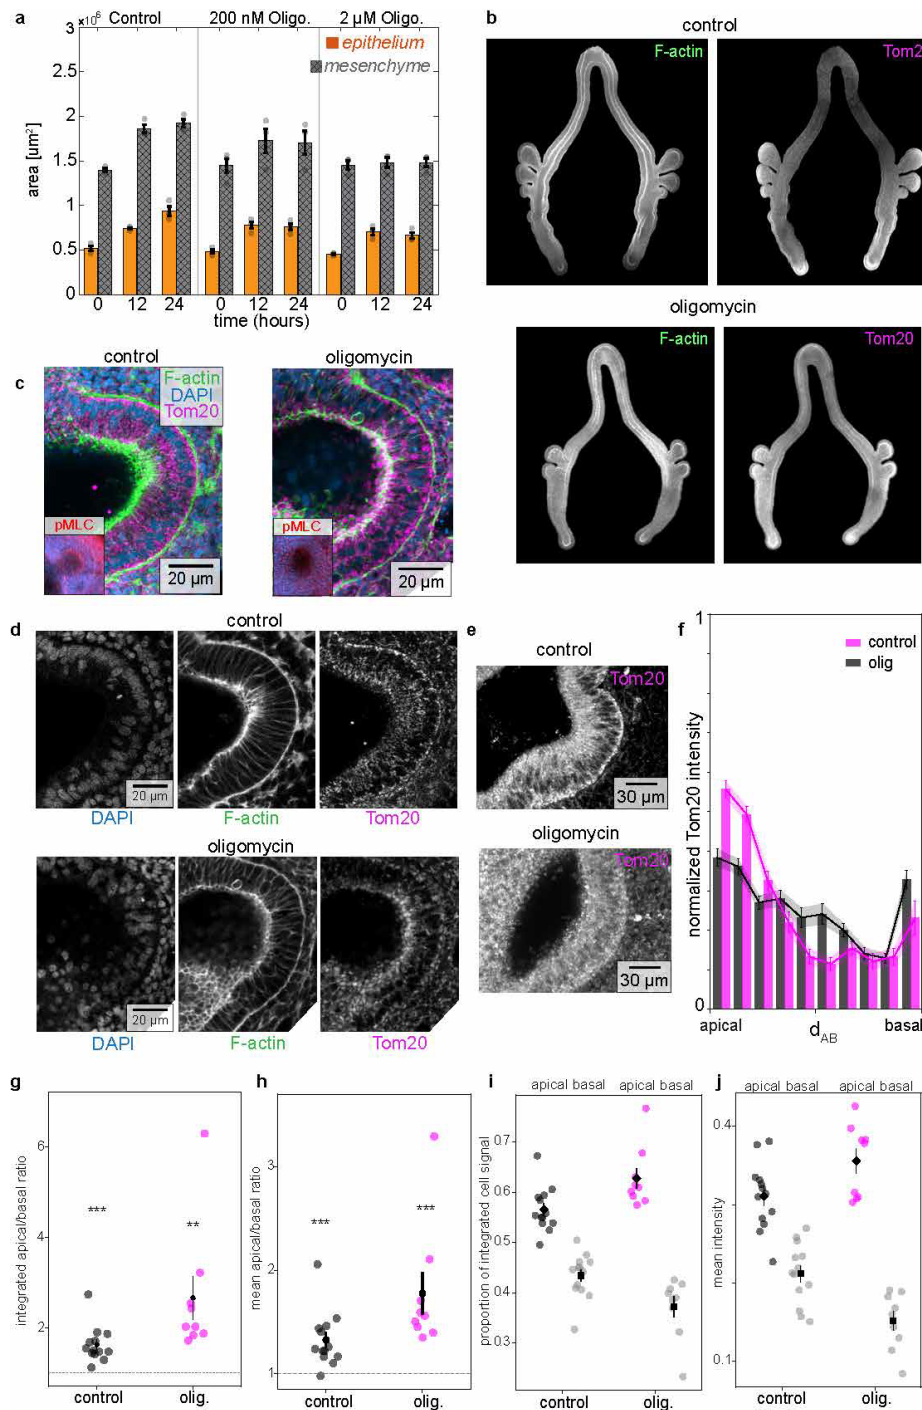 a
×10⁶
Control
200 nM Oligo.
2 µM Oligo.
epithelium
mesenchyme
3
2.5
2
1.5
1
0.5
0
area [um²]
0 12 24 0 12 24 0 12 24
time (hours)
b
control
F-actin
Tom2
oligomycin
F-actin
Tom20
c
control
oligomycin
F-actin
DAPI
Tom20
pMLC
20 µm
pMLC
20 µm
d
control
20 µm
DAPI
F-actin
Tom20
oligomycin
20 µm
DAPI
F-actin
Tom20
e
control
Tom20
30 µm
oligomycin
Tom20
30 µm
f
1
control
olig
normalized Tom20 intensity
0
apical
dAB
basal
g
6
4
2
integrated apical/basal ratio
***
**
control
olig.
h
3
2
1
mean apical/basal ratio
***
***
control
olig.
i
apical basal
apical basal
0.7
0.6
0.5
0.4
0.3
proportion of integrated cell signal
control
olig.
j
apical basal
apical basal
0.4
0.1
mean intensity
control
olig.